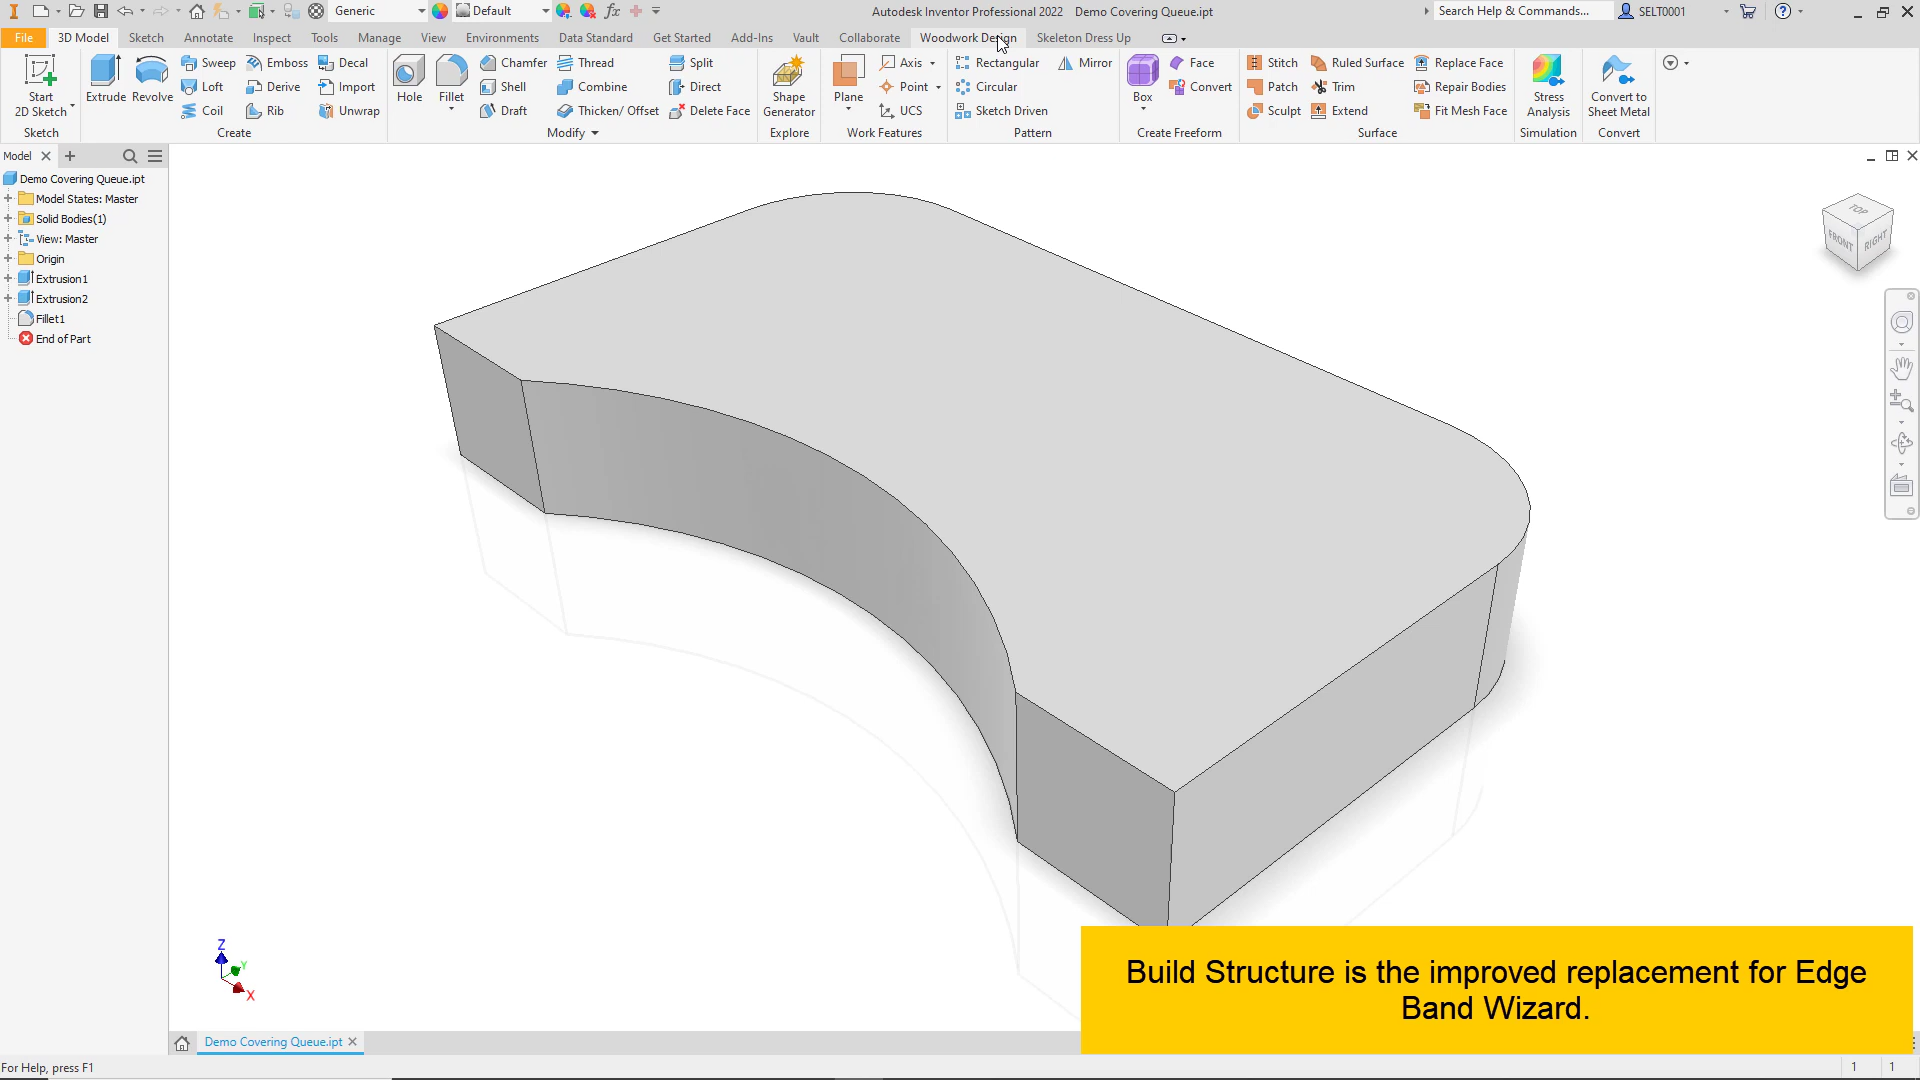 Generic
Default
Autodesk Inventor Professional 2022 Demo Covering Queue.ipt
Search Help & Commands...
SELT0001
File
3D Model
Sketch
Annotate
Inspect
Tools
Manage
View
Environments
Data Standard
Get Started
Add-Ins
Vault
Collaborate
Woodwork Design
Skeleton Dress Up
Start
2D Sketch
Sketch
Extrude
Revolve
Sweep
Loft
Coil
Emboss
Derive
Rib
Decal
Import
Unwrap
Create
Hole
Fillet
Chamfer
Shell
Draft
Thread
Combine
Thicken/ Offset
Split
Direct
Delete Face
Modify
Shape
Generator
Explore
Plane
Axis
Point
UCS
Work Features
Rectangular
Circular
Sketch Driven
Mirror
Pattern
Box
Face
Convert
Create Freeform
Stitch
Patch
Sculpt
Ruled Surface
Trim
Extend
Replace Face
Repair Bodies
Fit Mesh Face
Surface
Stress
Analysis
Simulation
Convert to
Sheet Metal
Convert
Model
Demo Covering Queue.ipt
Model States: Master
Solid Bodies(1)
View: Master
Origin
Extrusion1
Extrusion2
Fillet1
End of Part
TOP
FRONT
RIGHT
Z
Y
X
Build Structure is the improved replacement for Edge
Band Wizard.
Demo Covering Queue.ipt
For Help, press F1
1
1